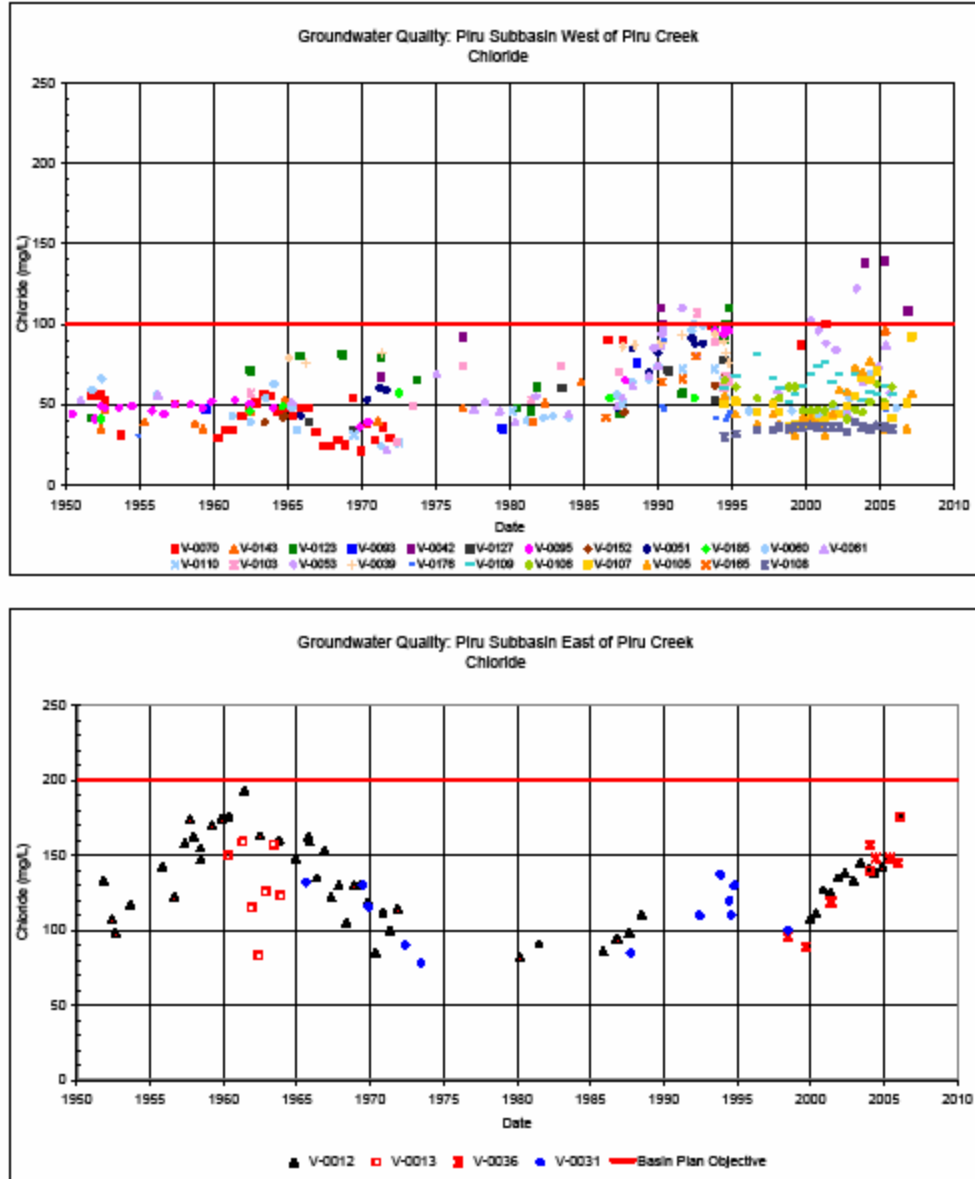 Groundwater Quality: Piru Subbasin West of Piru Creek
Chloride
250
200
150
100
50
0
Chloride (mg/L)
1950 1955 1960 1965 1970 1975 1980 1985 1990 1995 2000 2005 2010
Date
V-0070 V-0143 V-0123 V-0093 V-0042 V-0127 V-0095 V-0152 V-0051 V-0185 V-0060 V-0061
V-0110 V-0103 V-0053 V-0039 V-0176 V-0109 V-0106 V-0107 V-0105 V-0165 V-0108
Groundwater Quality: Piru Subbasin East of Piru Creek
Chloride
250
200
150
100
50
0
Chloride (mg/L)
1950 1955 1960 1965 1970 1975 1980 1985 1990 1995 2000 2005 2010
Date
V-0012 V-0013 V-0036 V-0031 Basin Plan Objective